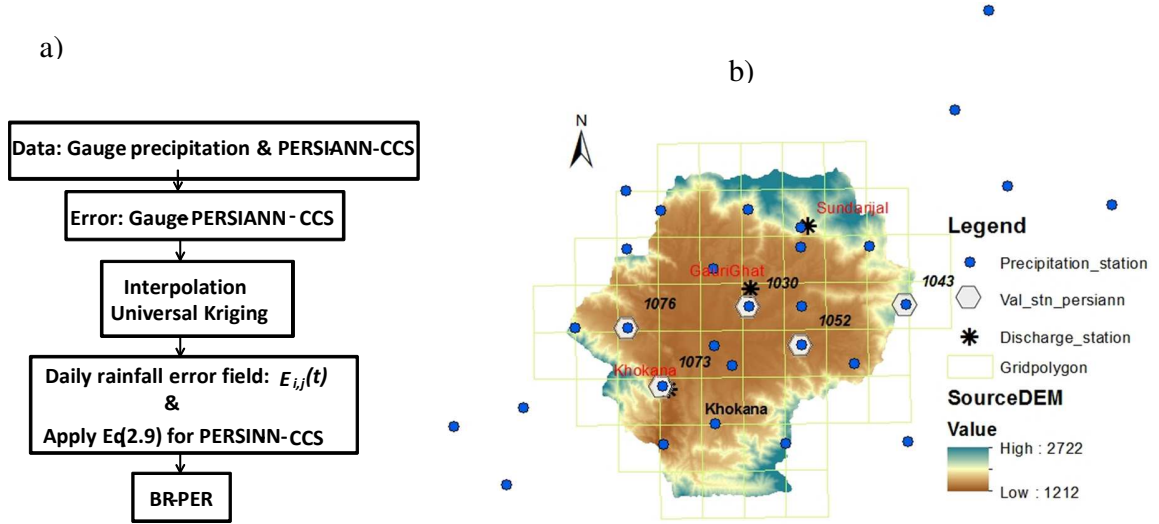 a)
Data: Gauge precipitation & PERSIANN-CCS
Error: Gauge PERSIANN - CCS
Interpolation
Universal Kriging
Daily rainfall error field: E i,j(t)
&
Apply Eq(2.9) for PERSINN-CCS
BR-PER
b)
N
Sundarijal
GauriGhat
1030
1043
1076
1052
1073
Khokana
Khokana
Legend
Precipitation_station
Val_stn_persiann
Discharge_station
Gridpolygon
SourceDEM
Value
High : 2722
Low : 1212